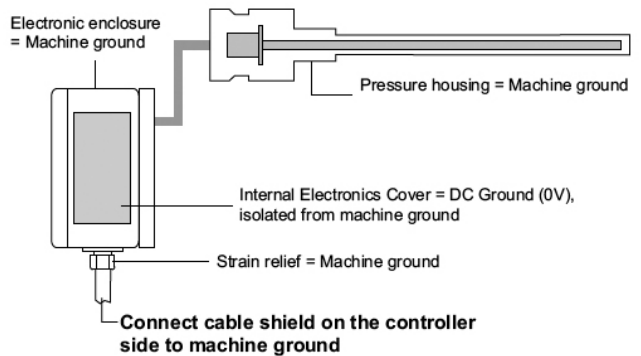 Electronic enclosure
= Machine ground
Pressure housing = Machine ground
Internal Electronics Cover = DC Ground (0V),
isolated from machine ground
Strain relief = Machine ground
Connect cable shield on the controller
side to machine ground